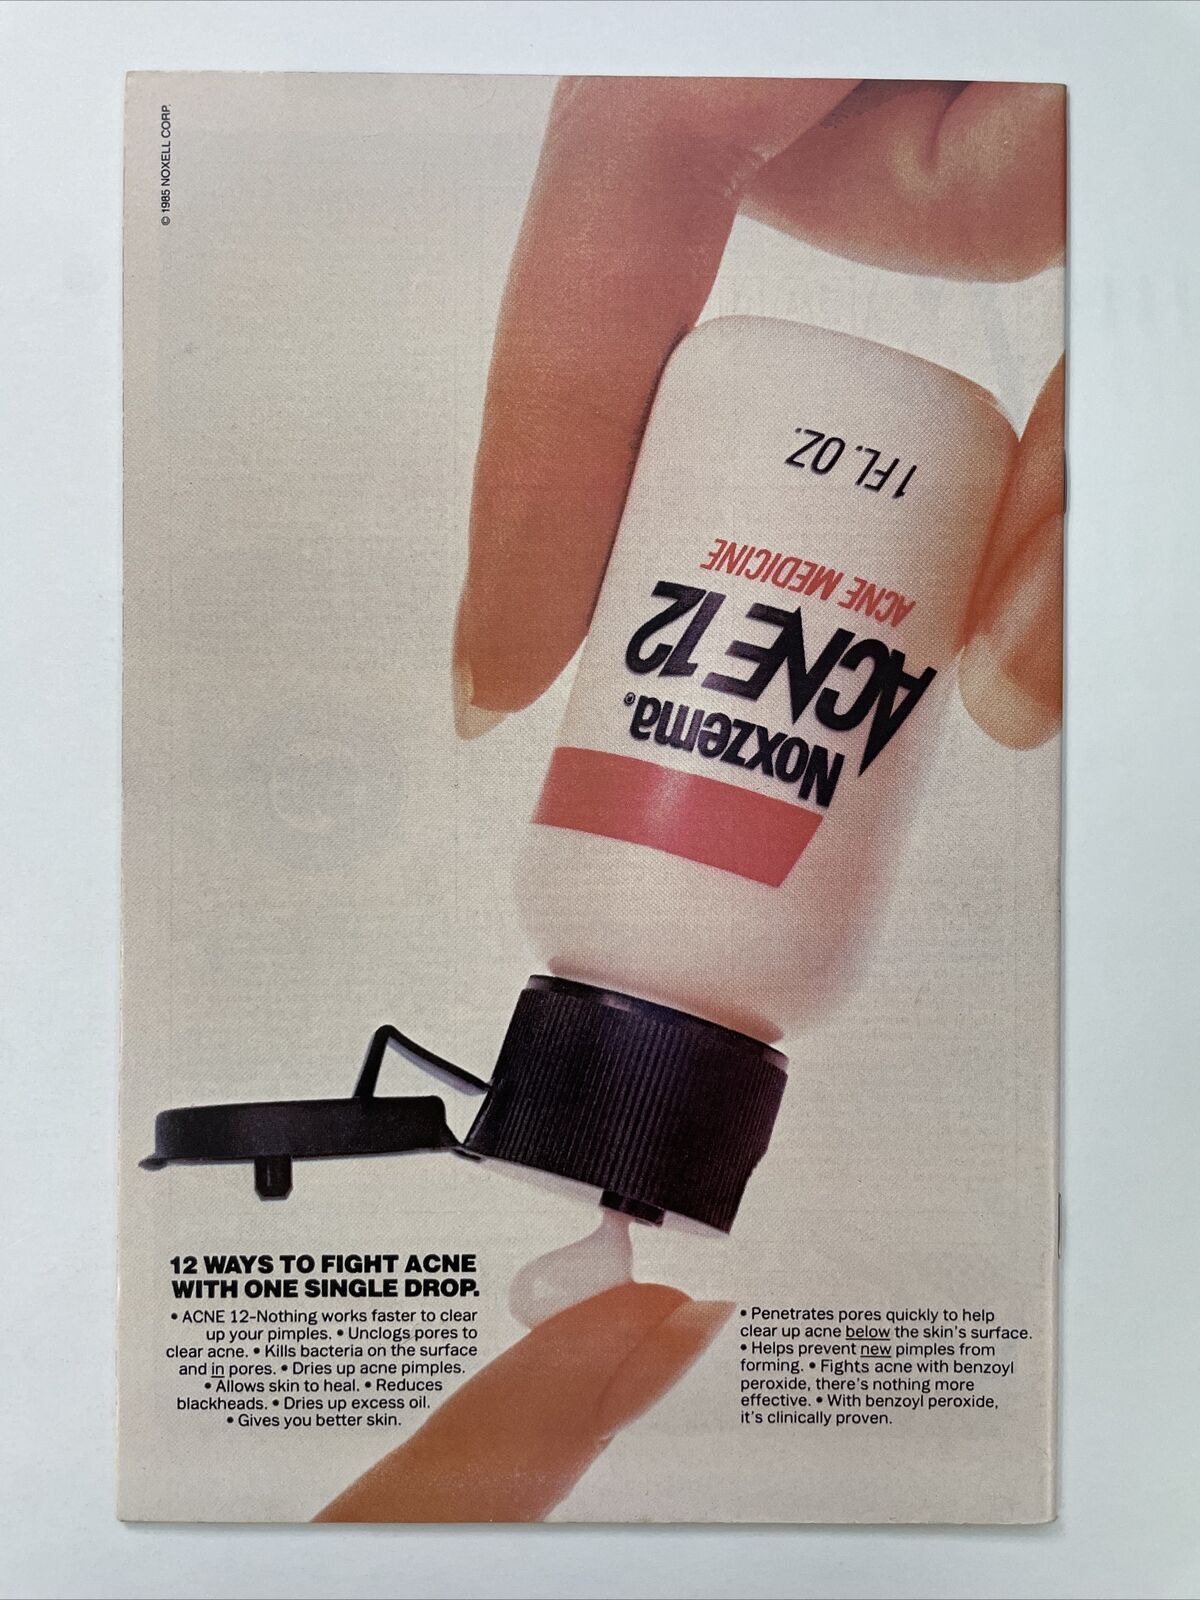 © 1985 NOXELL CORP.
1 FL. OZ.
ACNE MEDICINE
ACNE 12
Noxzema®
12 WAYS TO FIGHT ACNE
WITH ONE SINGLE DROP.
• ACNE 12–Nothing works faster to clear
up your pimples. • Unclogs pores to
clear acne. • Kills bacteria on the surface
and in pores. • Dries up acne pimples.
• Allows skin to heal. • Reduces
blackheads. • Dries up excess oil.
• Gives you better skin.
• Penetrates pores quickly to help
clear up acne below the skin's surface.
• Helps prevent new pimples from
forming. • Fights acne with benzoyl
peroxide, there's nothing more
effective. • With benzoyl peroxide,
it's clinically proven.